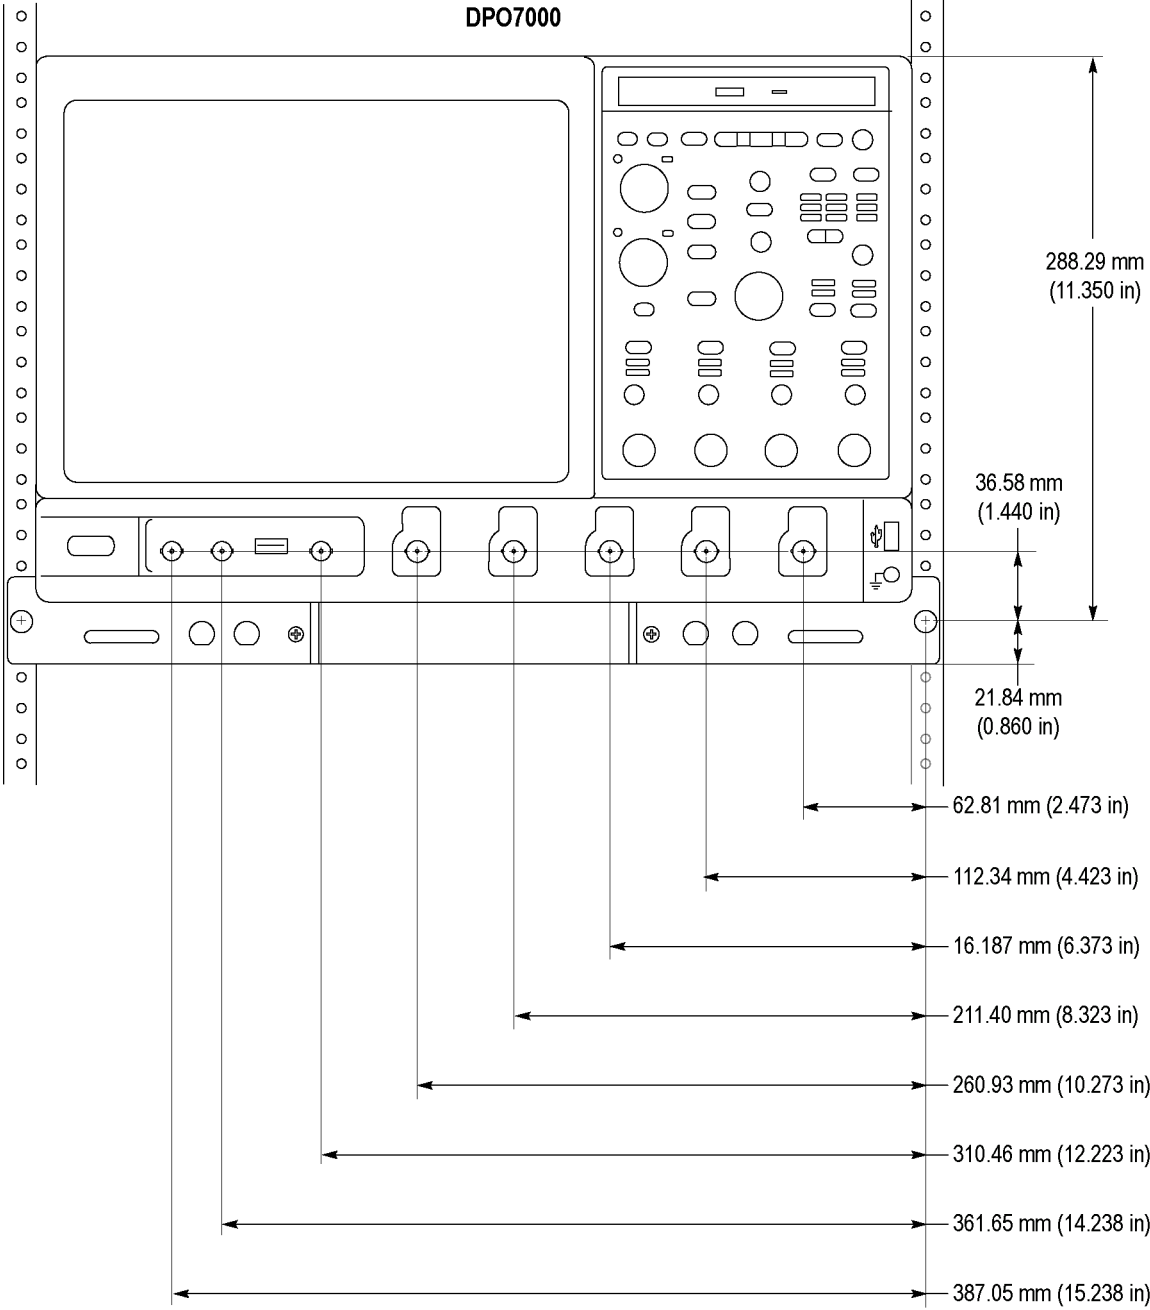 DPO7000
288.29 mm
(11.350 in)
36.58 mm
(1.440 in)
21.84 mm
(0.860 in)
62.81 mm (2.473 in)
112.34 mm (4.423 in)
16.187 mm (6.373 in)
211.40 mm (8.323 in)
260.93 mm (10.273 in)
310.46 mm (12.223 in)
361.65 mm (14.238 in)
387.05 mm (15.238 in)